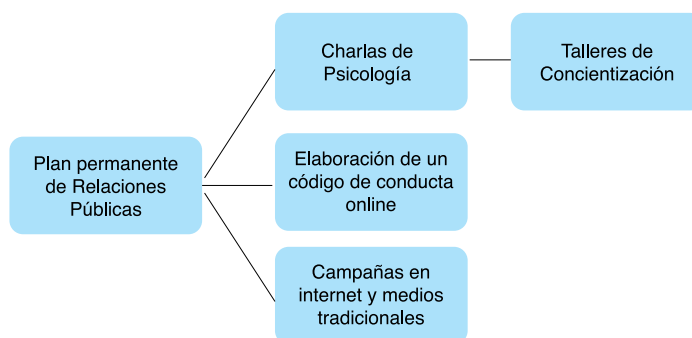 Charlas de
Psicología
Talleres de
Concientización
Plan permanente
de Relaciones
Públicas
Elaboración de un
código de conducta
online
Campañas en
internet y medios
tradicionales